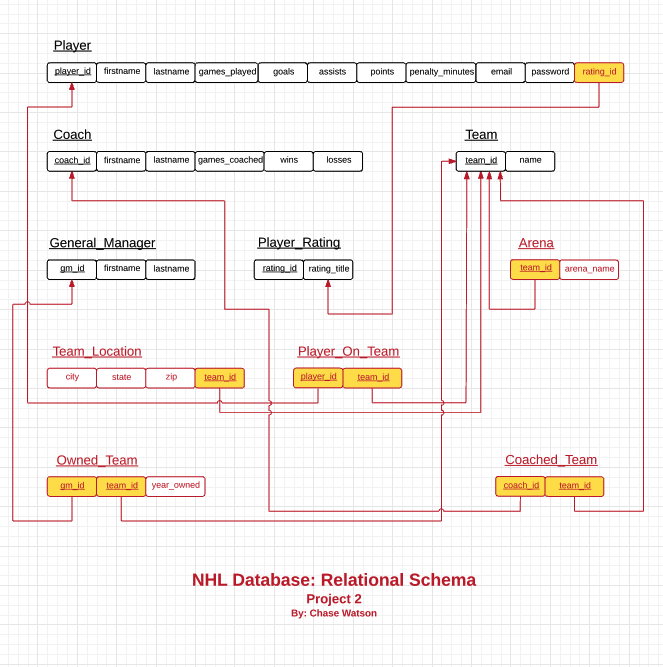 Player
player_id firstname lastname games_played goals assists points penalty_minutes email password rating_id
Coach
coach_id firstname lastname games_coached wins losses
Team
team_id name
General_Manager
gm_id firstname lastname
Player_Rating
rating_id rating_title
Arena
team_id arena_name
Team_Location
city state zip team_id
Player_On_Team
player_id team_id
Owned_Team
gm_id team_id year_owned
Coached_Team
coach_id team_id
NHL Database: Relational Schema
Project 2
By: Chase Watson